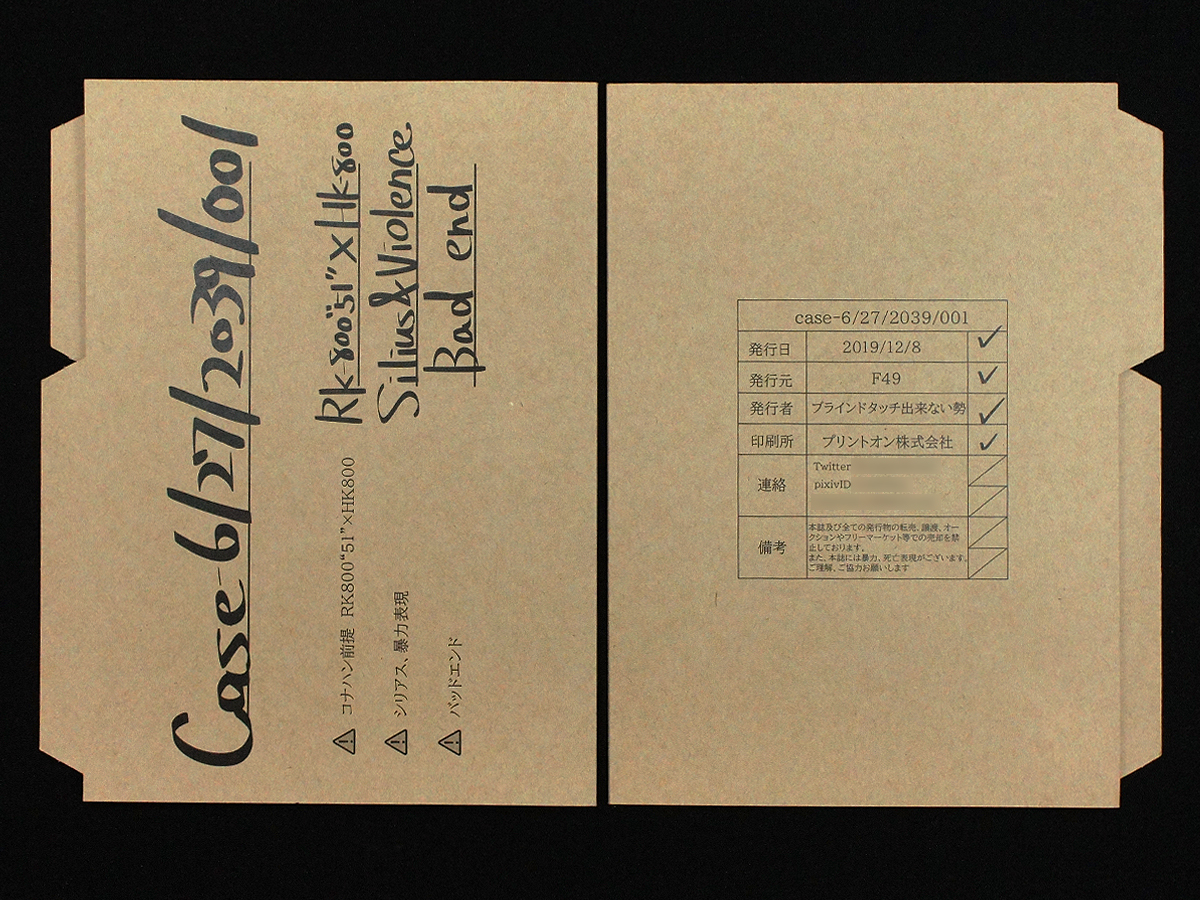 Case-6/27/2039/001
Rk-800"51"×Hk-800
Silius&Violence
Bad end
コナハン前提 RK800“51”×HK800
シリアス、暴力表現
バッドエンド
case-6/27/2039/001
発行日 2019/12/8
発行元 F49
発行者 ブラインドタッチ出来ない勢
印刷所 プリントオン株式会社
連絡
Twitter
pixivID
備考
本誌及び全ての発行物の転売、譲渡、オー
クションやフリーマーケット等での売却を禁
止しております。
また、本誌には暴力、死亡表現がございます。
ご理解、ご協力お願いします